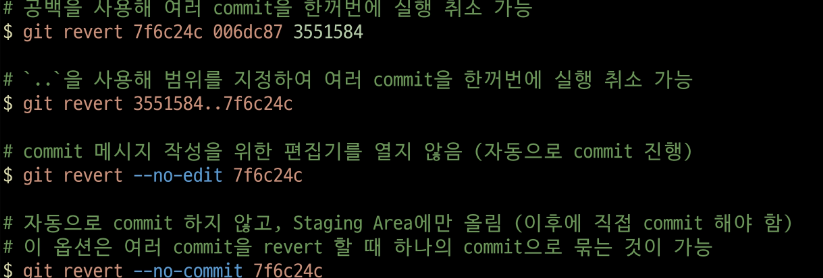 # 공백을 사용해 여러 commit을 한꺼번에 실행 취소 가능
$ git revert 7f6c24c 006dc87 3551584
# `..`을 사용해 범위를 지정하여 여러 commit을 한꺼번에 실행 취소 가능
$ git revert 3551584..7f6c24c
# commit 메시지 작성을 위한 편집기를 열지 않음 (자동으로 commit 진행)
$ git revert --no-edit 7f6c24c
# 자동으로 commit 하지 않고, Staging Area에만 올림 (이후에 직접 commit 해야 함)
# 이 옵션은 여러 commit을 revert 할 때 하나의 commit으로 묶는 것이 가능
$ git revert --no-commit 7f6c24c